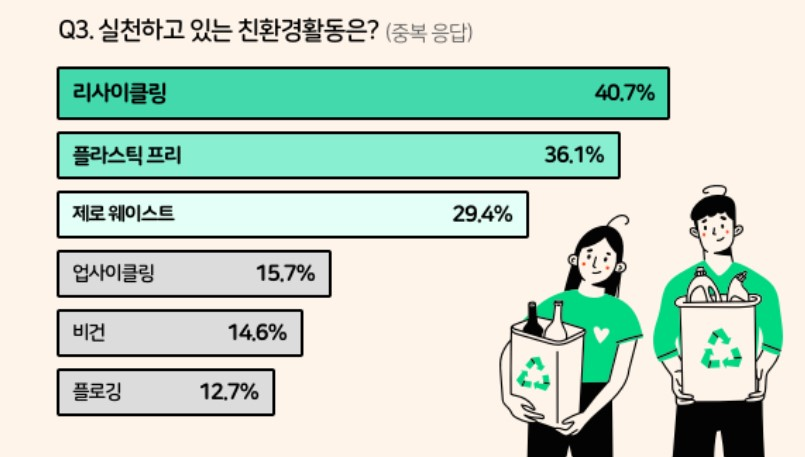 Q3. 실천하고 있는 친환경활동은? (중복 응답)
리사이클링 40.7%
플라스틱 프리 36.1%
제로 웨이스트 29.4%
업사이클링 15.7%
비건 14.6%
플로깅 12.7%